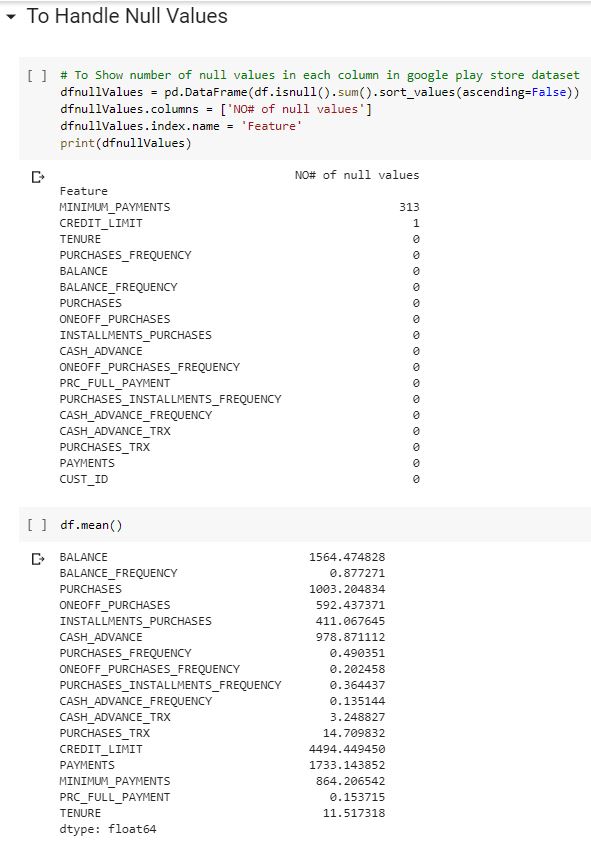 To Handle Null Values
[ ] # To Show number of null values in each column in google play store dataset
dfnullValues = pd.DataFrame(df.isnull().sum().sort_values(ascending=False))
dfnullValues.columns = ['NO# of null values']
dfnullValues.index.name = 'Feature'
print(dfnullValues)
NO# of null values
Feature
MINIMUM_PAYMENTS 313
CREDIT_LIMIT 1
TENURE 0
PURCHASES_FREQUENCY 0
BALANCE 0
BALANCE_FREQUENCY 0
PURCHASES 0
ONEOFF_PURCHASES 0
INSTALLMENTS_PURCHASES 0
CASH_ADVANCE 0
ONEOFF_PURCHASES_FREQUENCY 0
PRC_FULL_PAYMENT 0
PURCHASES_INSTALLMENTS_FREQUENCY 0
CASH_ADVANCE_FREQUENCY 0
CASH_ADVANCE_TRX 0
PURCHASES_TRX 0
PAYMENTS 0
CUST_ID 0
[ ] df.mean()
BALANCE 1564.474828
BALANCE_FREQUENCY 0.877271
PURCHASES 1003.204834
ONEOFF_PURCHASES 592.437371
INSTALLMENTS_PURCHASES 411.067645
CASH_ADVANCE 978.871112
PURCHASES_FREQUENCY 0.490351
ONEOFF_PURCHASES_FREQUENCY 0.202458
PURCHASES_INSTALLMENTS_FREQUENCY 0.364437
CASH_ADVANCE_FREQUENCY 0.135144
CASH_ADVANCE_TRX 3.248827
PURCHASES_TRX 14.709832
CREDIT_LIMIT 4494.449450
PAYMENTS 1733.143852
MINIMUM_PAYMENTS 864.206542
PRC_FULL_PAYMENT 0.153715
TENURE 11.517318
dtype: float64